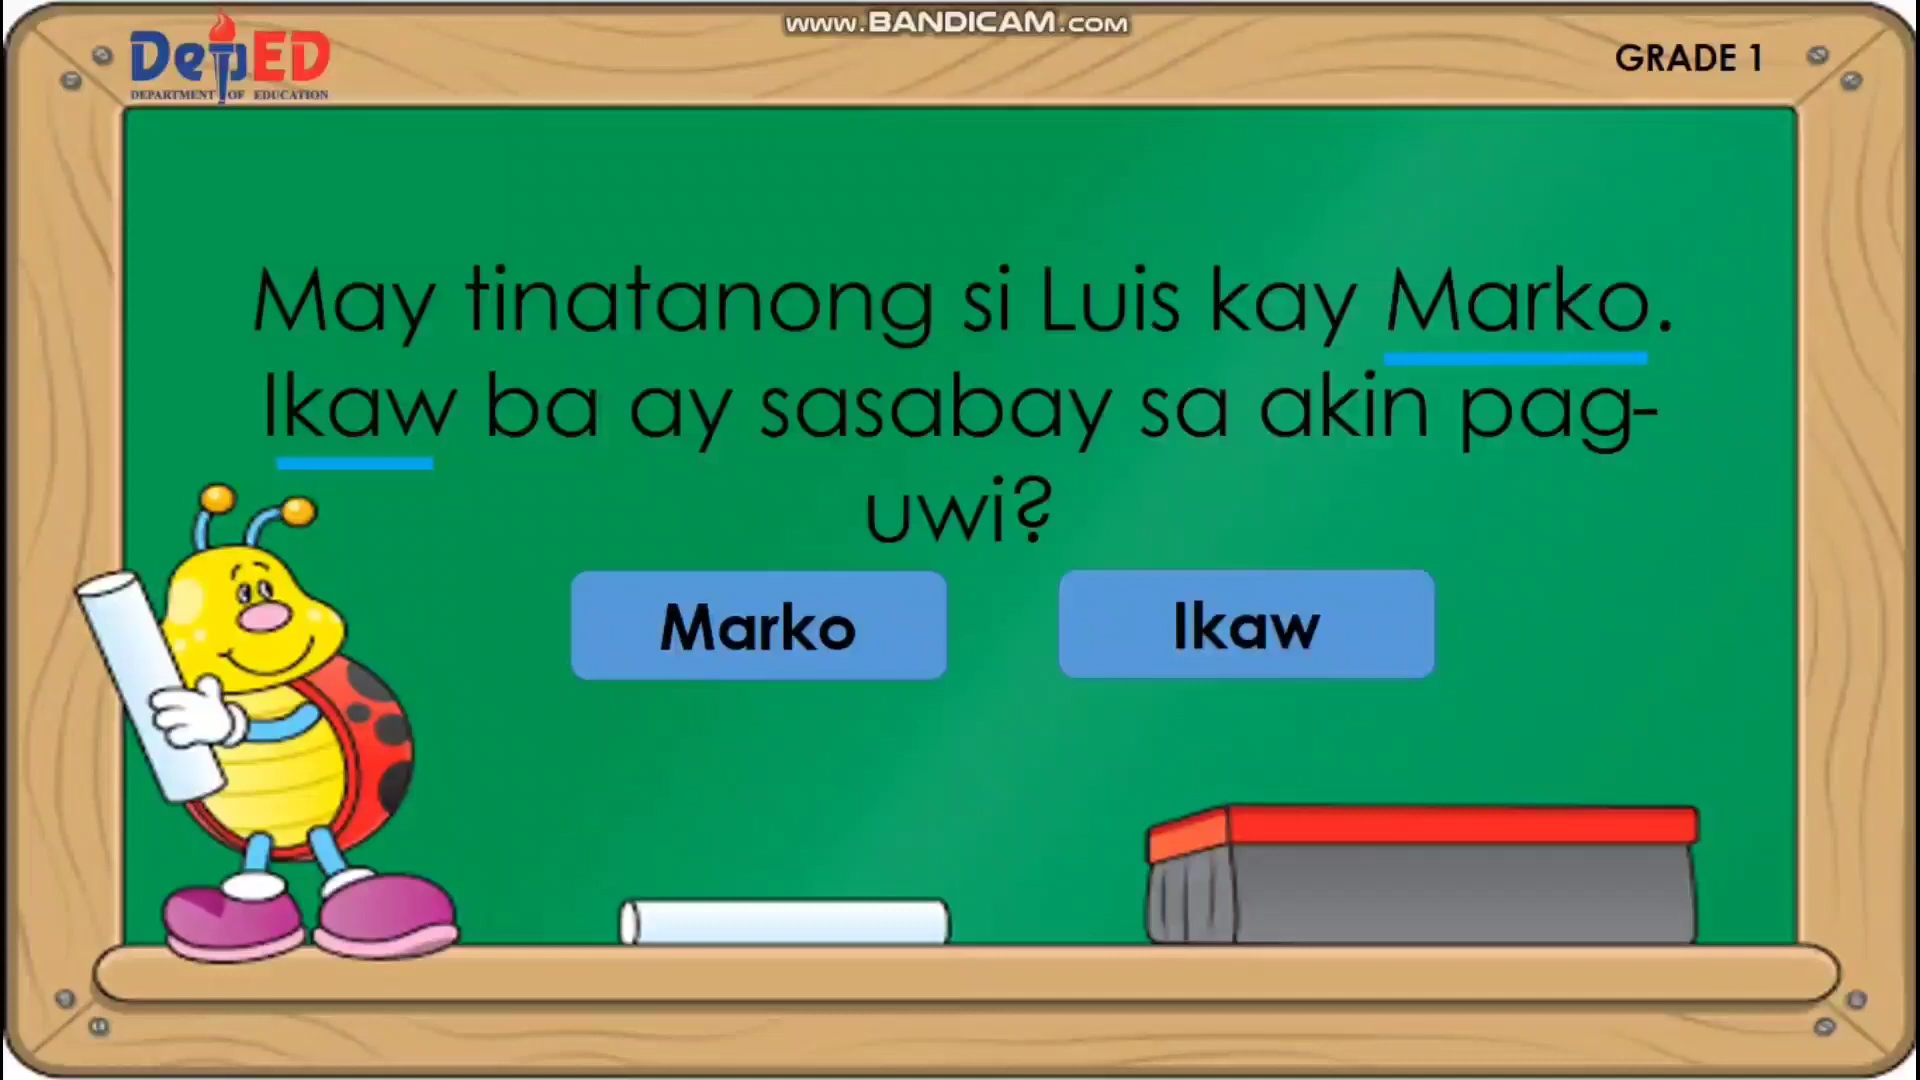 www.BANDICAM.com
DepED
DEPARTMENT OF EDUCATION
GRADE 1
May tinatanong si Luis kay Marko.
Ikaw ba ay sasabay sa akin pag-
uwi?
Marko
Ikaw